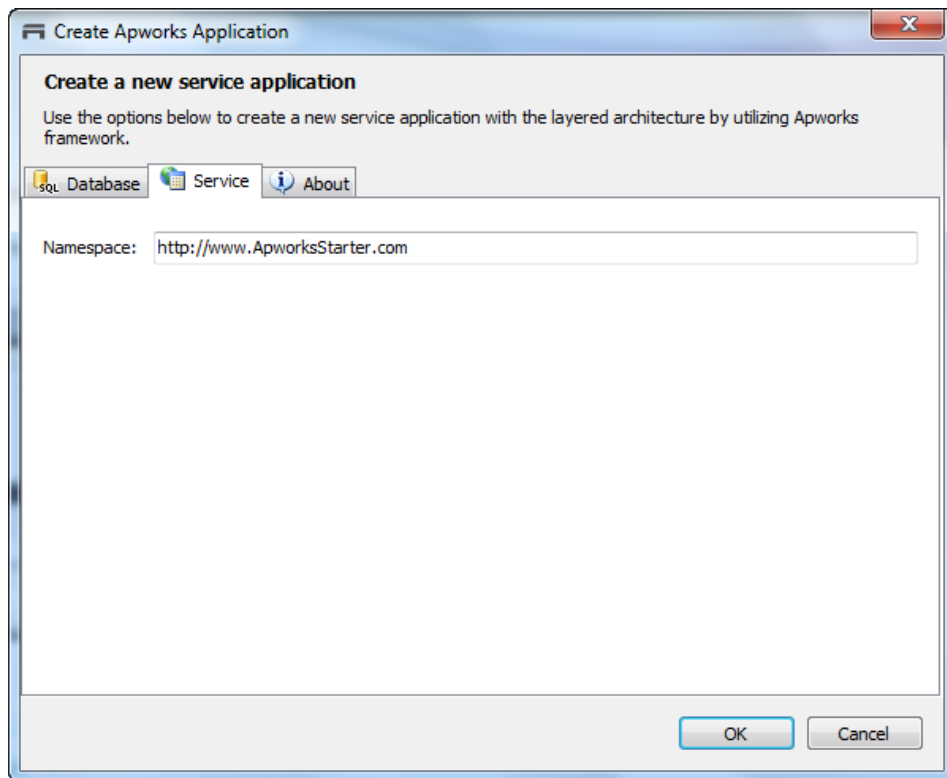 Create Apworks Application
Create a new service application
Use the options below to create a new service application with the layered architecture by utilizing Apworks
framework.
SQL Database Service i About
Namespace: http://www.ApworksStarter.com
OK Cancel